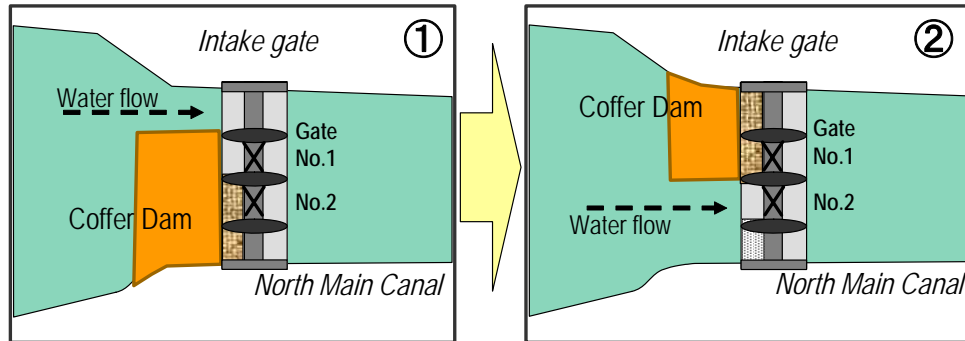 Intake gate
①
Water flow
Gate
No.1
No.2
Coffer Dam
North Main Canal
Intake gate
②
Coffer Dam
Gate
No.1
No.2
Water flow
North Main Canal